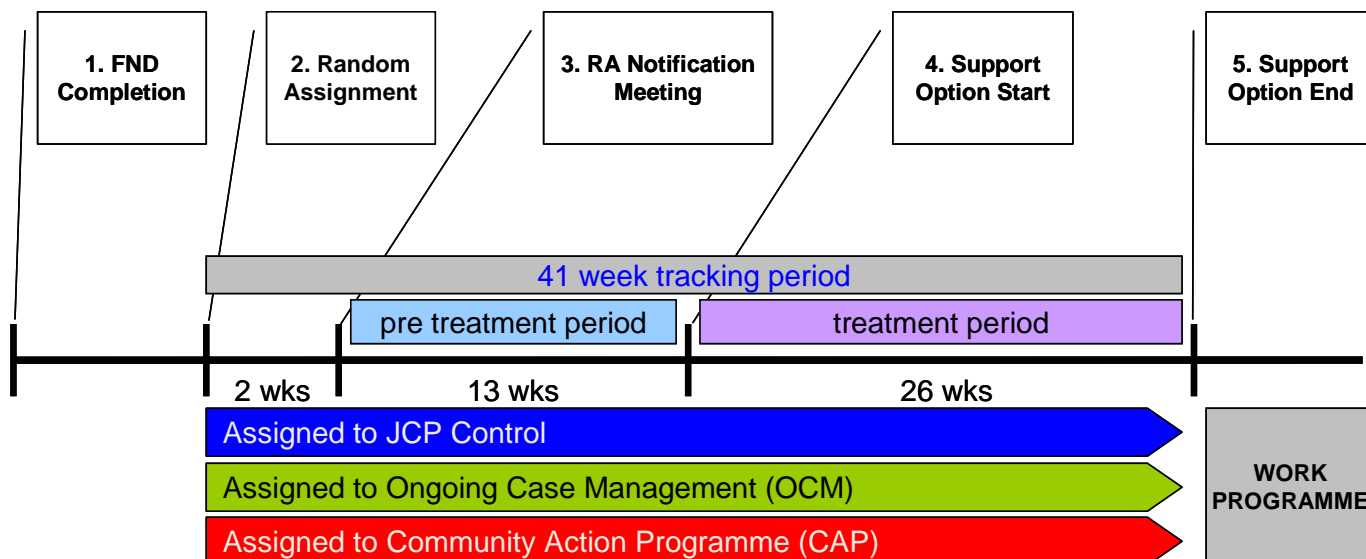 1. FND
Completion
2. Random
Assignment
3. RA Notification
Meeting
4. Support
Option Start
5. Support
Option End
41 week tracking period
pre treatment period
treatment period
2 wks
13 wks
26 wks
Assigned to JCP Control
Assigned to Ongoing Case Management (OCM)
Assigned to Community Action Programme (CAP)
WORK
PROGRAMME